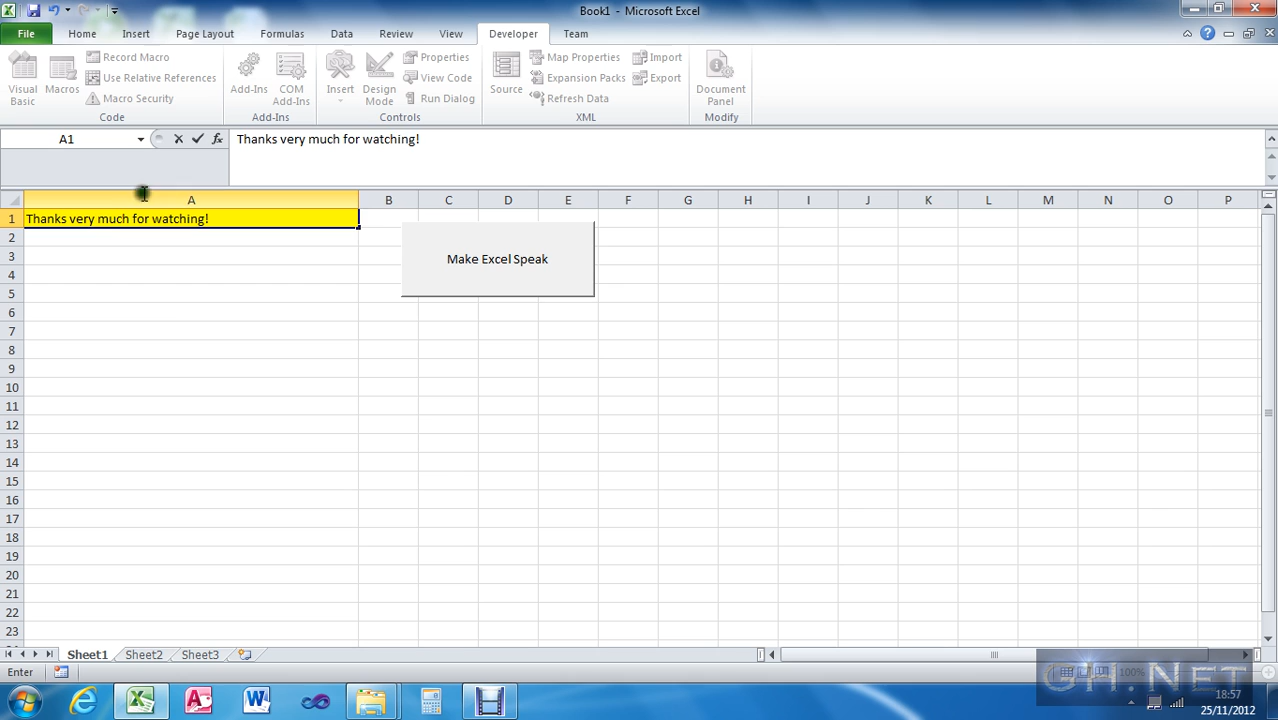 Book1 - Microsoft Excel
File Home Insert Page Layout Formulas Data Review View Developer Team
Visual Basic
Macros
Record Macro
Use Relative References
Macro Security
Code
Add-Ins
COM Add-Ins
Add-Ins
Insert
Design Mode
Properties
View Code
Run Dialog
Controls
Source
Map Properties
Expansion Packs
Refresh Data
Import
Export
XML
Document Panel
Modify
A1 fx Thanks very much for watching!
A B C D E F G H I J K L M N O P
1 Thanks very much for watching!
2
3 Make Excel Speak
4
5
6
7
8
9
10
11
12
13
14
15
16
17
18
19
20
21
22
23
Sheet1 Sheet2 Sheet3
Enter 100%
GH.Net
18:57
25/11/2012